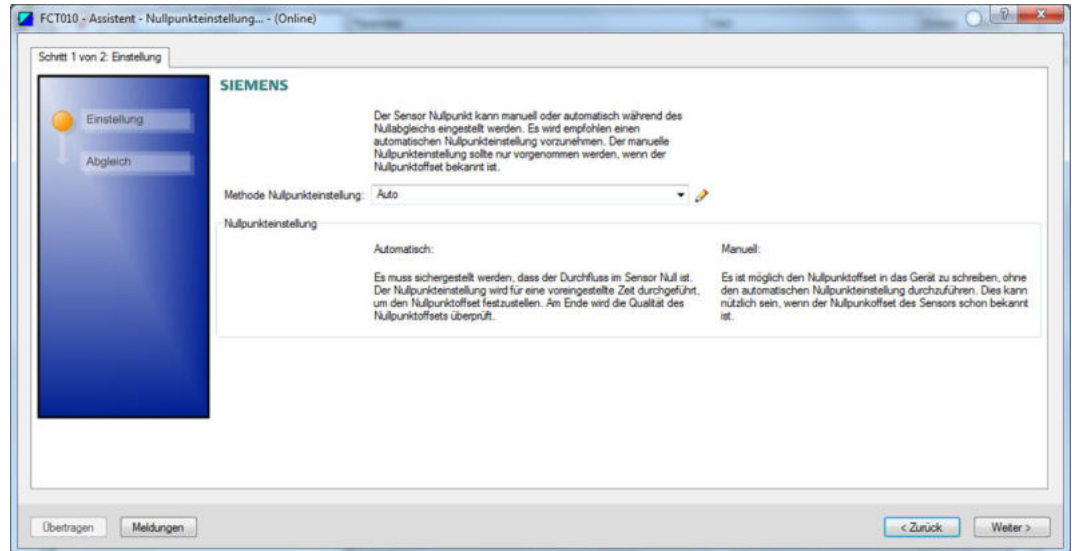 FCT010 - Assistent - Nullpunkteinstellung... - (Online)
Schritt 1 von 2: Einstellung
SIEMENS
Einstellung
Abgleich
Der Sensor Nullpunkt kann manuell oder automatisch während des
Nullabgleichs eingestellt werden. Es wird empfohlen einen
automatischen Nullpunkteinstellung vorzunehmen. Der manuelle
Nullpunkteinstellung sollte nur vorgenommen werden, wenn der
Nullpunktoffset bekannt ist.
Methode Nullpunkteinstellung: Auto
Nullpunkteinstellung
Automatisch:
Es muss sichergestellt werden, dass der Durchfluss im Sensor Null ist.
Der Nullpunkteinstellung wird für eine voreingestellte Zeit durchgeführt,
um den Nullpunktoffset festzustellen. Am Ende wird die Qualität des
Nullpunktoffsets überprüft.
Manuell:
Es ist möglich den Nullpunktoffset in das Gerät zu schreiben, ohne
den automatischen Nullpunkteinstellung durchzuführen. Dies kann
nützlich sein, wenn der Nullpunkoffset des Sensors schon bekannt
ist.
Übertragen
Meldungen
< Zurück
Weiter >